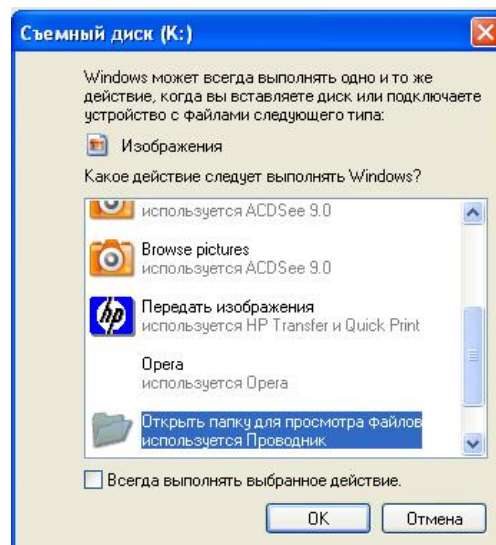 Съемный диск (K:)
Windows может всегда выполнять одно и то же
действие, когда вы вставляете диск или подключаете
устройство с файлами следующего типа:
Изображения
Какое действие следует выполнять Windows?
используется ACDSee 9.0
Browse pictures
используется ACDSee 9.0
hp
Передать изображения
используется HP Transfer и Quick Print
Opera
используется Opera
Открыть папку для просмотра файлов
используется Проводник
Всегда выполнять выбранное действие.
OK
Отмена